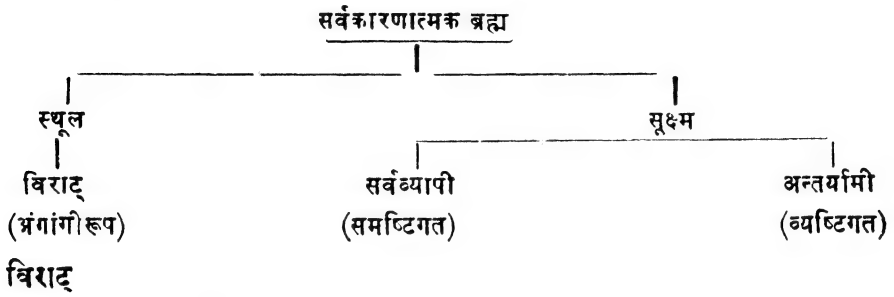 सर्वकारणात्मक ब्रह्म
स्थूल सूक्ष्म
विराट् सर्वव्यापी अन्तर्यामी
(अंगांगीरूप) (समष्टिगत) (व्यष्टिगत)
विराट्